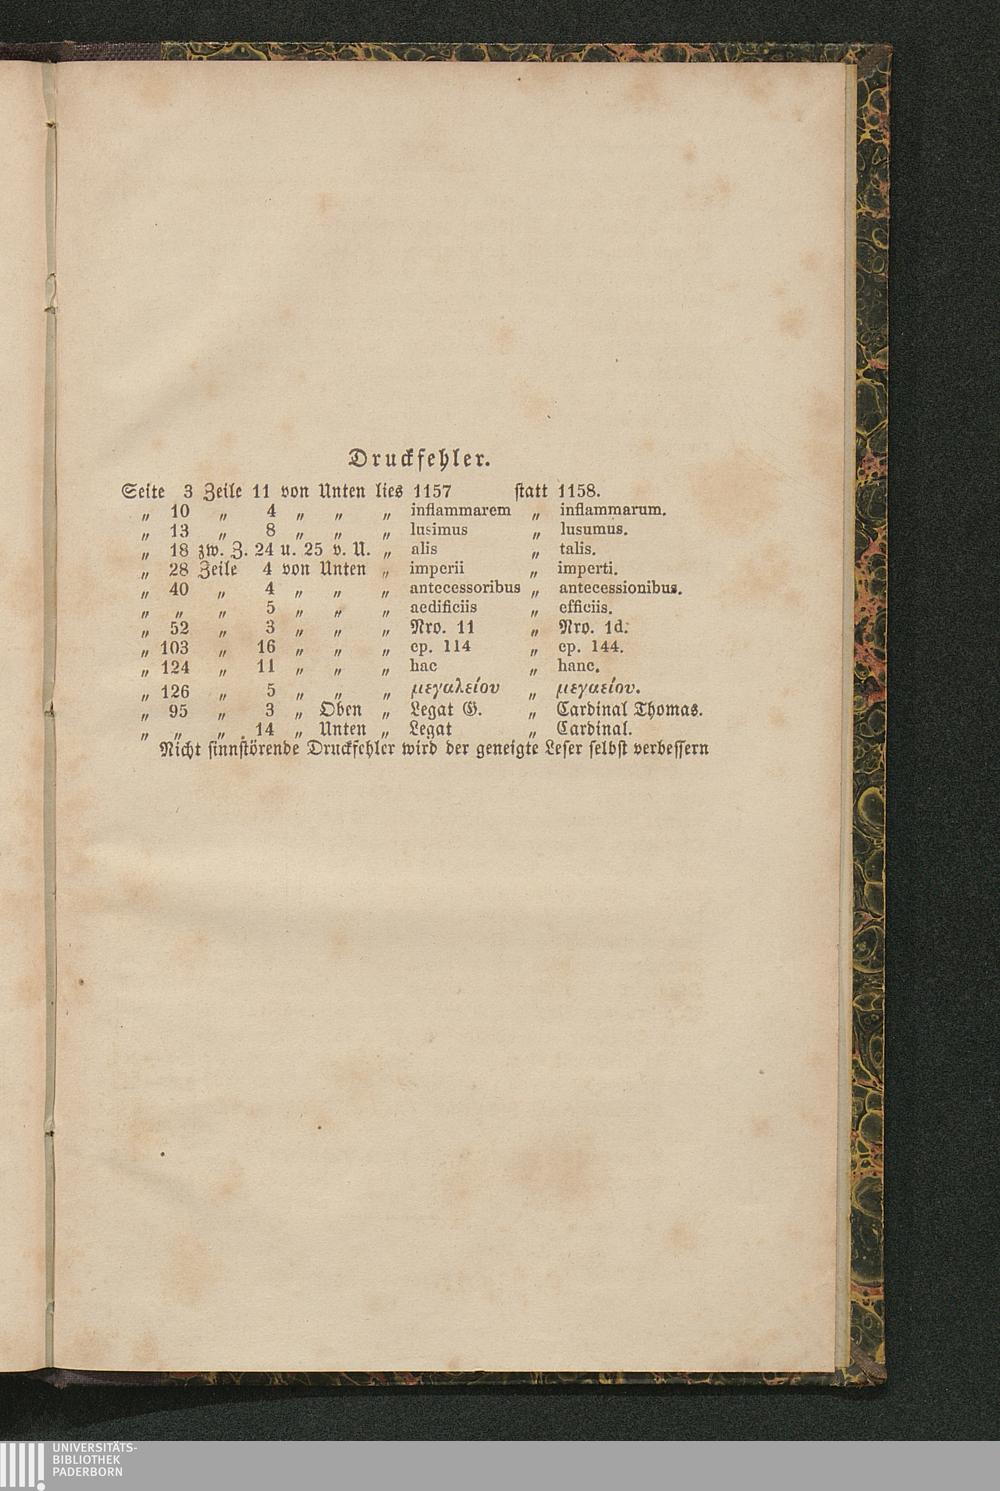 Druckfehler.
Seite 3 Zeile 11 von Unten lies 1157 statt 1158.
„ 10 „ 4 „ „ „ inflammarem „ inflammarum.
„ 13 „ 8 „ „ „ lusimus „ lusumus.
„ 18 zw. Z. 24 u. 25 v. U. „ alis „ talis.
„ 28 Zeile 4 von Unten „ imperii „ imperti.
„ 40 „ 4 „ „ „ antecessoribus „ antecessionibus.
„ „ „ 5 „ „ „ aedificiis „ efficiis.
„ 52 „ 3 „ „ „ Nro. 11 „ Nro. 1d.
„ 103 „ 16 „ „ „ ep. 114 „ ep. 144.
„ 124 „ 11 „ „ „ hac „ hanc.
„ 126 „ 5 „ „ „ μεγαλείου „ μεγαείου.
„ 95 „ 3 „ Oben „ Legat G. „ Cardinal Thomas.
„ „ „ 14 „ Unten „ Legat „ Cardinal.
Nicht sinnstörende Druckfehler wird der geneigte Leser selbst verbessern
UNIVERSITÄTS-
BIBLIOTHEK
PADERBORN